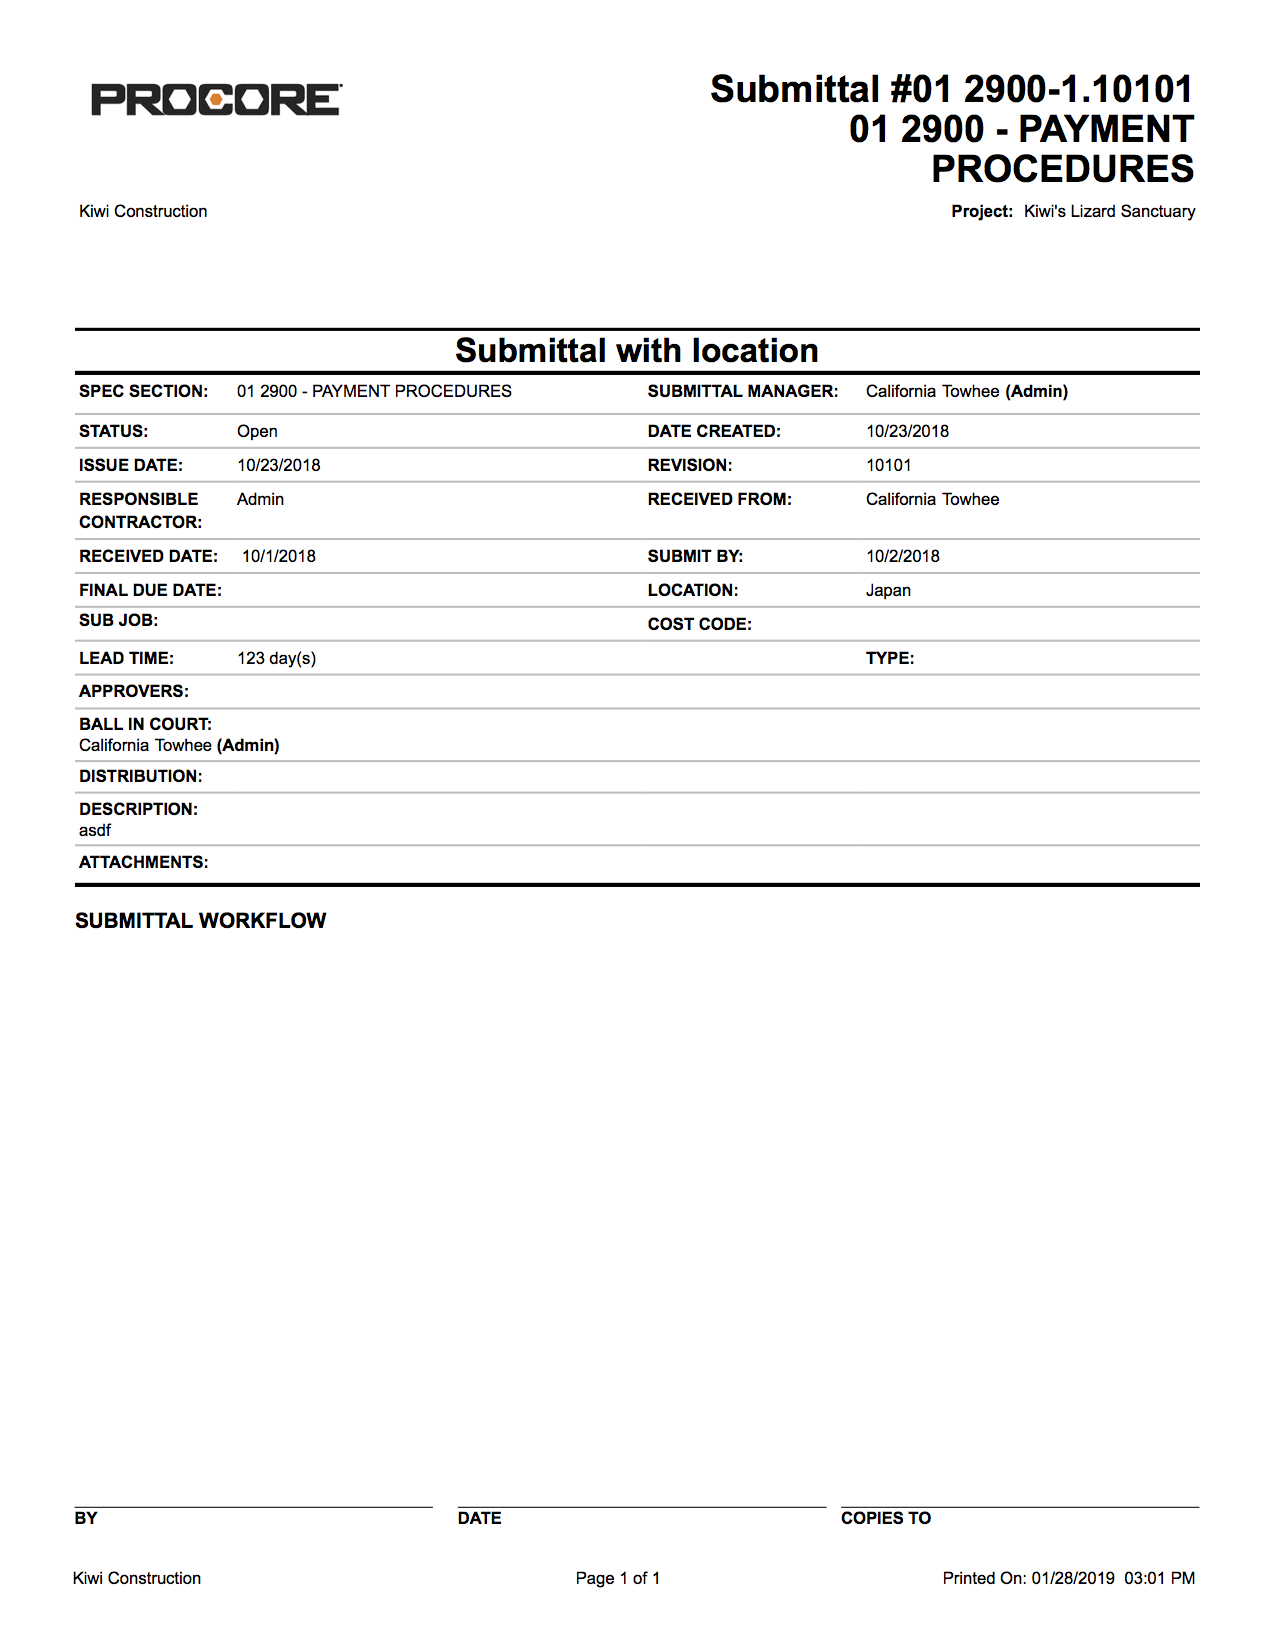 PROCORE
Submittal #01 2900-1.10101
01 2900 - PAYMENT
PROCEDURES
Kiwi Construction
Project: Kiwi's Lizard Sanctuary
Submittal with location
SPEC SECTION: 01 2900 - PAYMENT PROCEDURES SUBMITTAL MANAGER: California Towhee (Admin)
STATUS: Open DATE CREATED: 10/23/2018
ISSUE DATE: 10/23/2018 REVISION: 10101
RESPONSIBLE Admin RECEIVED FROM: California Towhee
CONTRACTOR:
RECEIVED DATE: 10/1/2018 SUBMIT BY: 10/2/2018
FINAL DUE DATE: LOCATION: Japan
SUB JOB: COST CODE:
LEAD TIME: 123 day(s) TYPE:
APPROVERS:
BALL IN COURT:
California Towhee (Admin)
DISTRIBUTION:
DESCRIPTION:
asdf
ATTACHMENTS:
SUBMITTAL WORKFLOW
BY DATE COPIES TO
Kiwi Construction Page 1 of 1 Printed On: 01/28/2019 03:01 PM